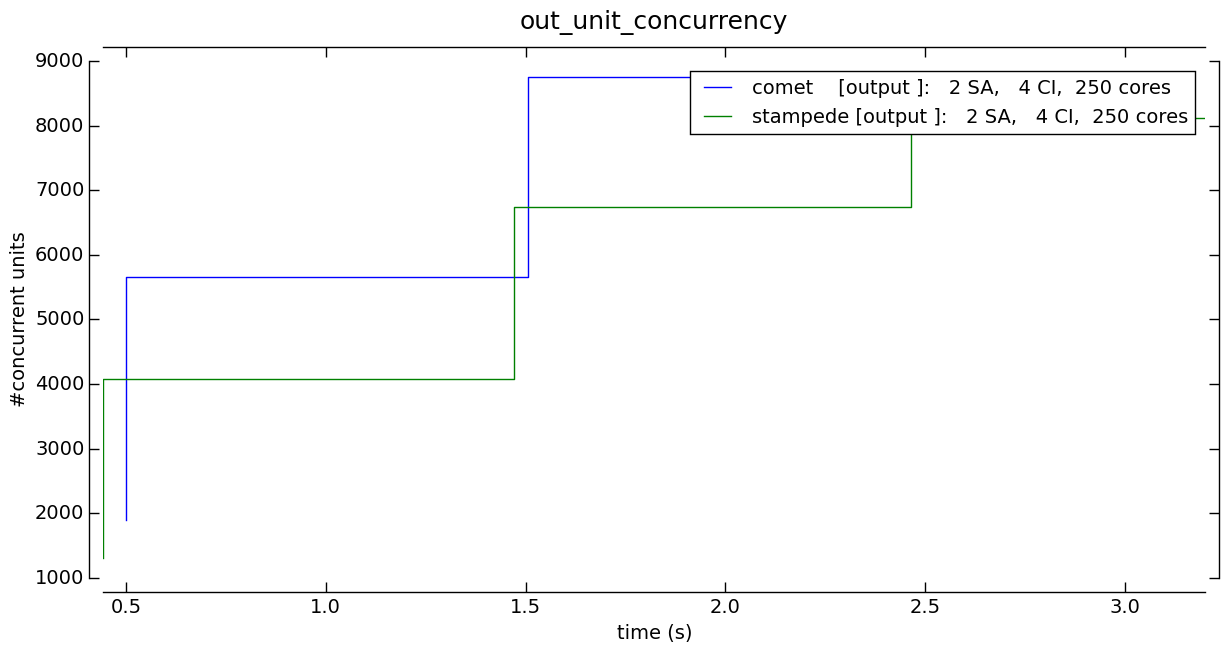 out_unit_concurrency
9000
comet    [output ]:   2 SA,   4 CI,  250 cores
stampede [output ]:   2 SA,   4 CI,  250 cores
8000
7000
6000
5000
4000
3000
2000
1000
#concurrent units
0.5 1.0 1.5 2.0 2.5 3.0
time (s)